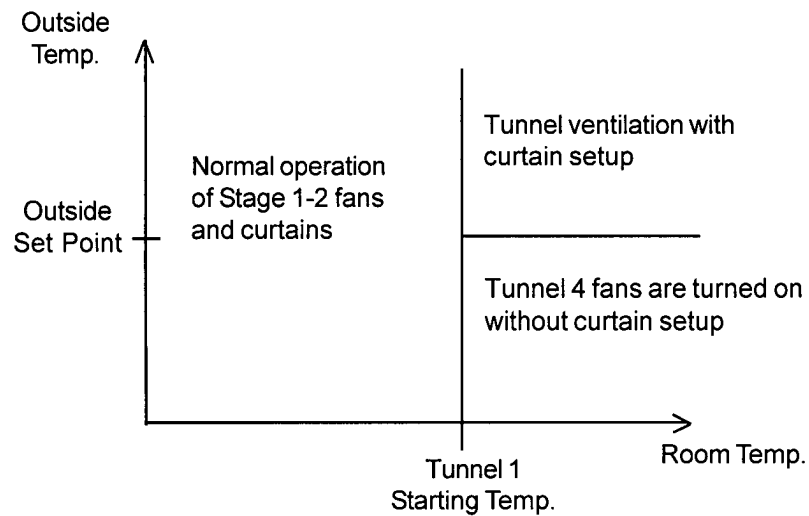 Outside
Temp.
Tunnel ventilation with
curtain setup
Normal operation
of Stage 1-2 fans
and curtains
Outside
Set Point
Tunnel 4 fans are turned on
without curtain setup
Room Temp.
Tunnel 1
Starting Temp.